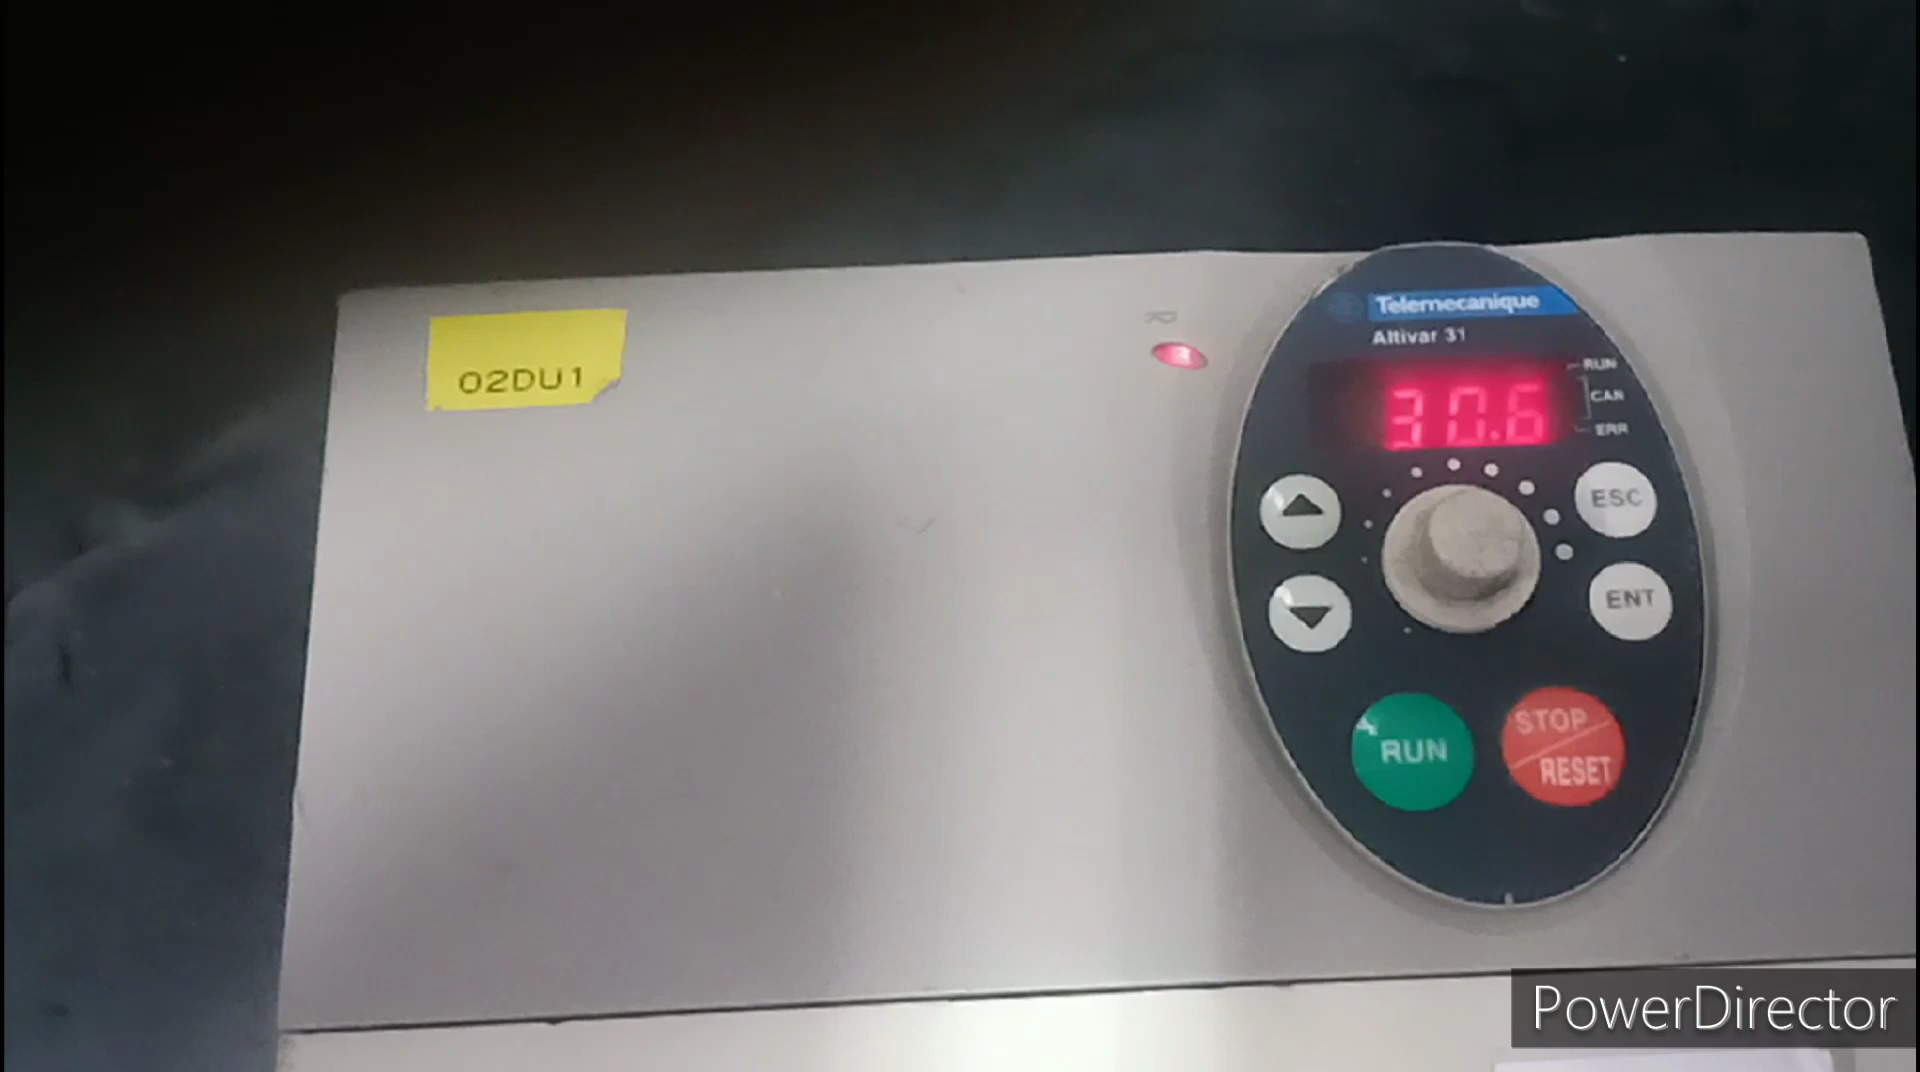 Telemecanique
Altivar 31
R
RUN
30.6
CAN
ERR
02DU1
ESC
ENT
RUN
STOP
RESET
PowerDirector